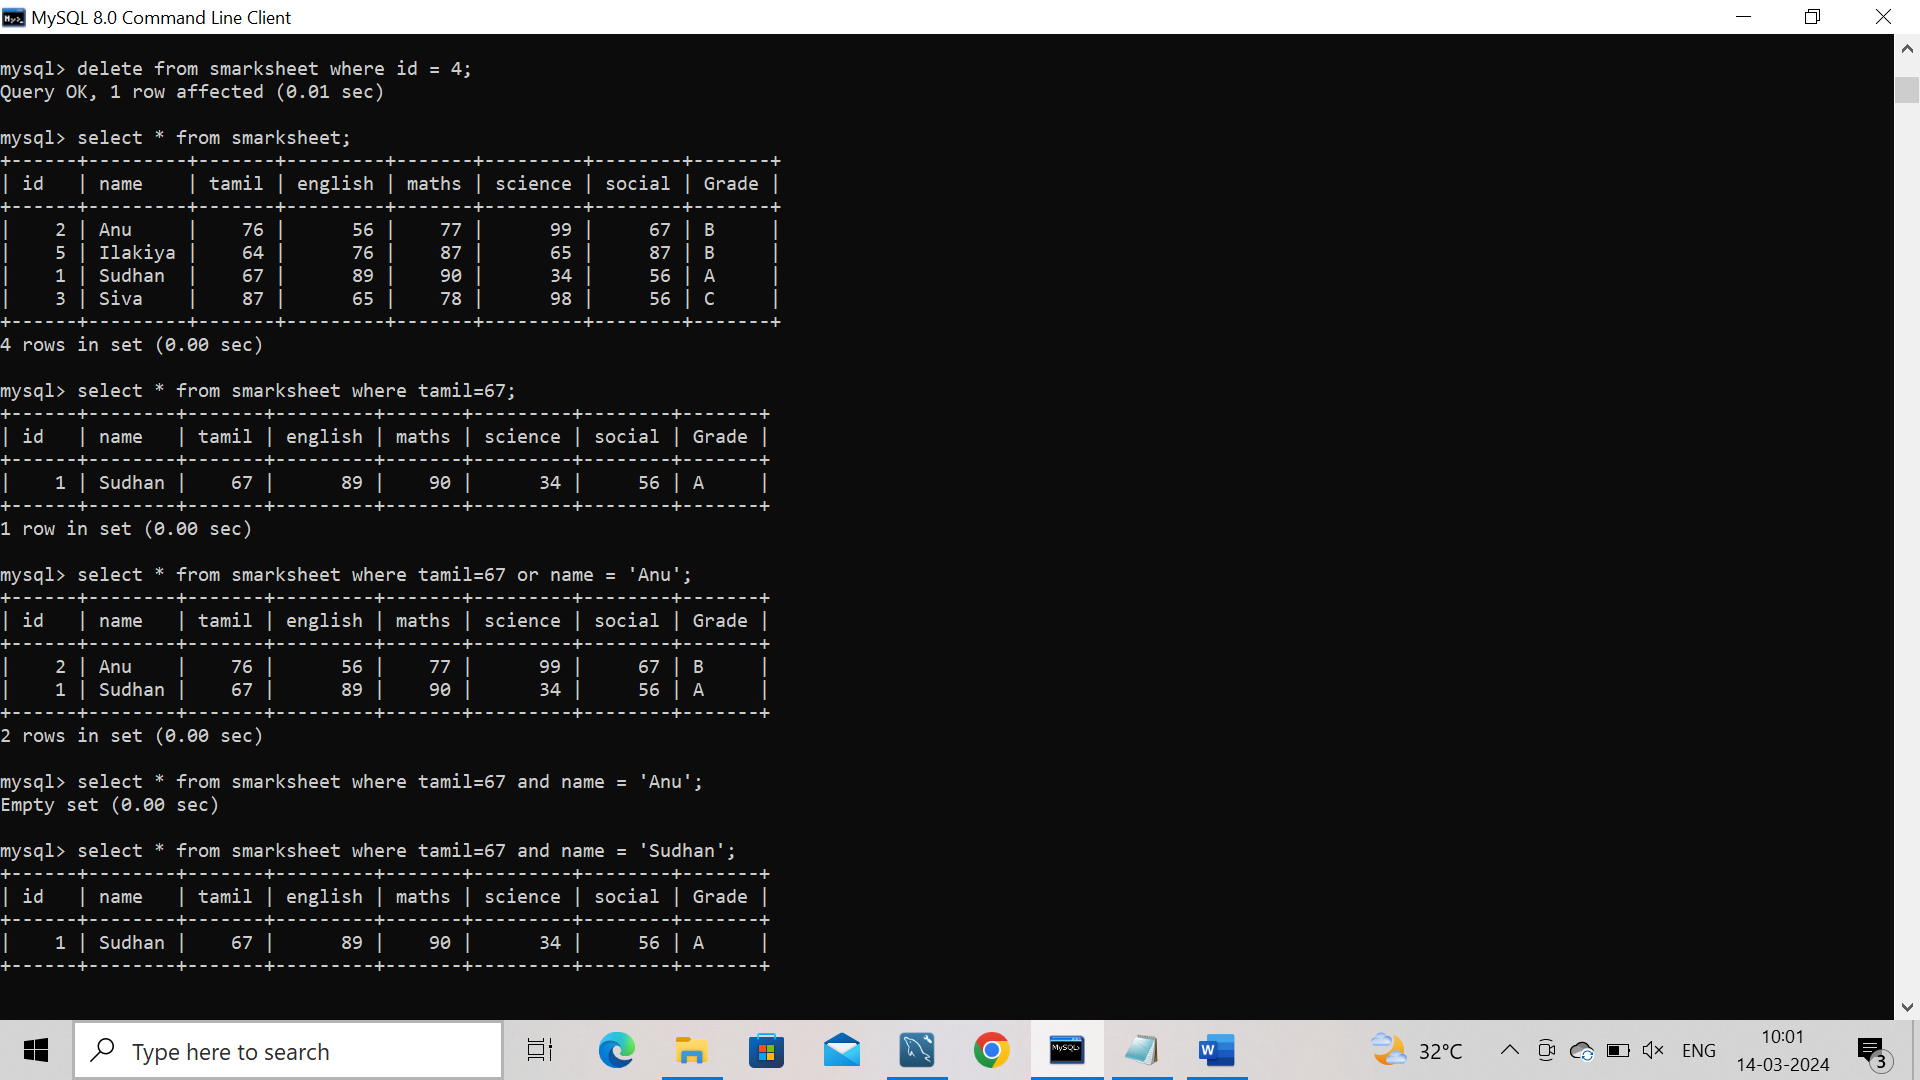 MySQL 8.0 Command Line Client
mysql> delete from smarksheet where id = 4;
Query OK, 1 row affected (0.01 sec)
mysql> select * from smarksheet;
+------+---------+-------+---------+-------+---------+--------+-------+
| id   | name    | tamil | english | maths | science | social | Grade |
+------+---------+-------+---------+-------+---------+--------+-------+
|    2 | Anu     |    76 |      56 |    77 |      99 |     67 | B     |
|    5 | Ilakiya |    64 |      76 |    87 |      65 |     87 | B     |
|    1 | Sudhan  |    67 |      89 |    90 |      34 |     56 | A     |
|    3 | Siva    |    87 |      65 |    78 |      98 |     56 | C     |
+------+---------+-------+---------+-------+---------+--------+-------+
4 rows in set (0.00 sec)
mysql> select * from smarksheet where tamil=67;
+------+--------+-------+---------+-------+---------+--------+-------+
| id   | name   | tamil | english | maths | science | social | Grade |
+------+--------+-------+---------+-------+---------+--------+-------+
|    1 | Sudhan |    67 |      89 |    90 |      34 |     56 | A     |
+------+--------+-------+---------+-------+---------+--------+-------+
1 row in set (0.00 sec)
mysql> select * from smarksheet where tamil=67 or name = 'Anu';
+------+--------+-------+---------+-------+---------+--------+-------+
| id   | name   | tamil | english | maths | science | social | Grade |
+------+--------+-------+---------+-------+---------+--------+-------+
|    2 | Anu    |    76 |      56 |    77 |      99 |     67 | B     |
|    1 | Sudhan |    67 |      89 |    90 |      34 |     56 | A     |
+------+--------+-------+---------+-------+---------+--------+-------+
2 rows in set (0.00 sec)
mysql> select * from smarksheet where tamil=67 and name = 'Anu';
Empty set (0.00 sec)
mysql> select * from smarksheet where tamil=67 and name = 'Sudhan';
+------+--------+-------+---------+-------+---------+--------+-------+
| id   | name   | tamil | english | maths | science | social | Grade |
+------+--------+-------+---------+-------+---------+--------+-------+
|    1 | Sudhan |    67 |      89 |    90 |      34 |     56 | A     |
+------+--------+-------+---------+-------+---------+--------+-------+
Type here to search
MySQL>
W
32°C
ENG
10:01
14-03-2024
3